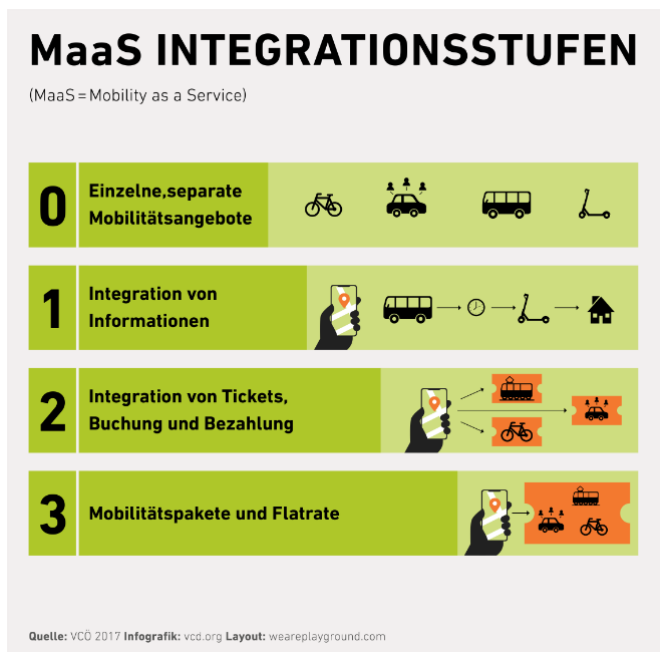 MaaS INTEGRATIONSSTUFEN
(MaaS = Mobility as a Service)
0
Einzelne,separate
Mobilitätsangebote
1
Integration von
Informationen
2
Integration von Tickets,
Buchung und Bezahlung
3
Mobilitätspakete und Flatrate
Quelle: VCÖ 2017 Infografik: vcd.org Layout: weareplayground.com